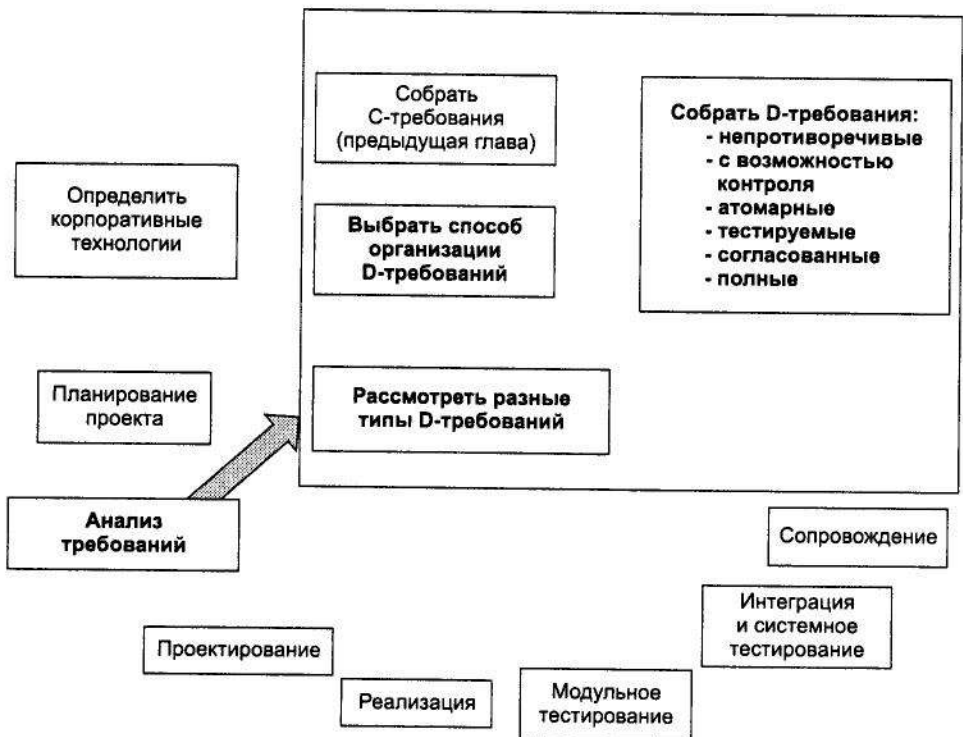 Собрать
С-требования
(предыдущая глава)
Собрать D-требования:
- непротиворечивые
- с возможностью
контроля
- атомарные
- тестируемые
- согласованные
- полные
Определить
корпоративные
технологии
Выбрать способ
организации
D-требований
Планирование
проекта
Рассмотреть разные
типы D-требований
Анализ
требований
Сопровождение
Интеграция
и системное
тестирование
Проектирование
Реализация
Модульное
тестирование